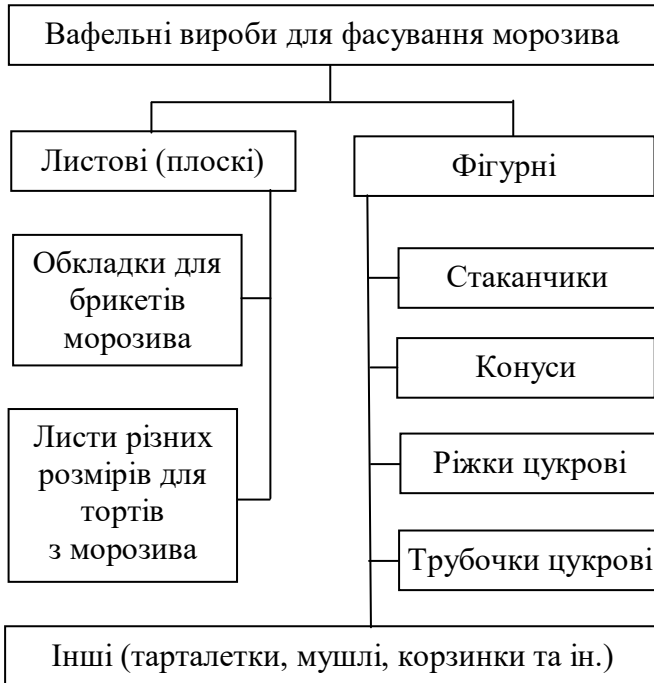 Вафельні вироби для фасування морозива
Листові (плоскі)
Обкладки для
брикетів
морозива
Листи різних
розмірів для
тортів
з морозива
Фігурні
Стаканчики
Конуси
Ріжки цукрові
Трубочки цукрові
Інші (тарталетки, мушлі, корзинки та ін.)